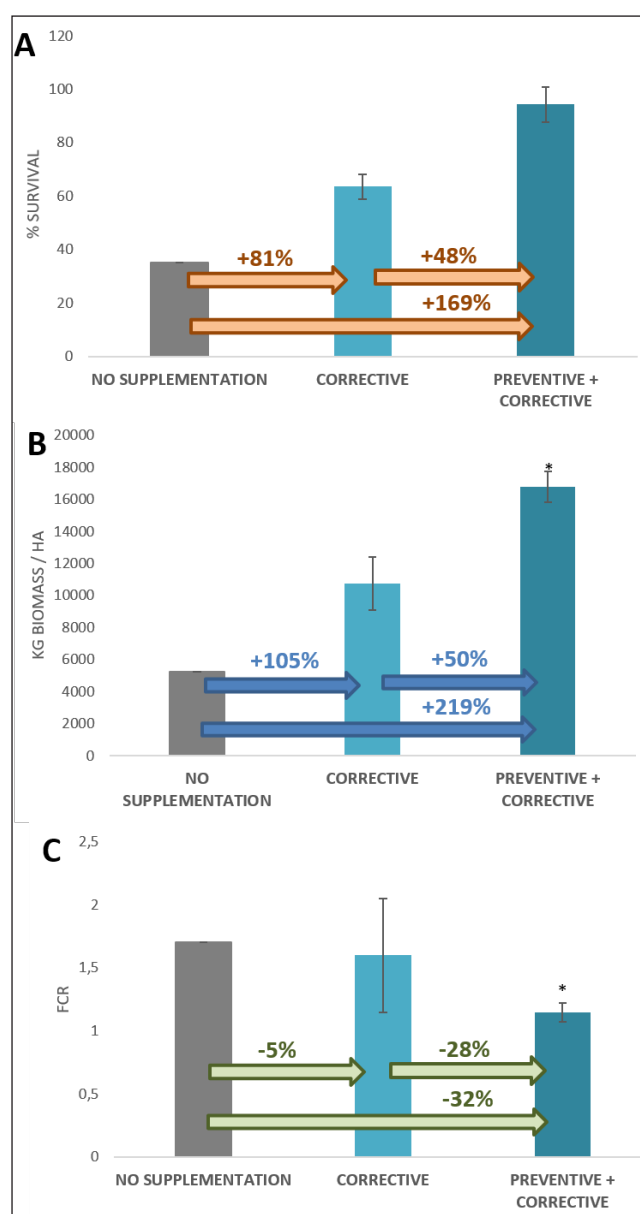 A
120
100
80
60
40
20
0
% SURVIVAL
+81%
+48%
+169%
NO SUPPLEMENTATION
CORRECTIVE
PREVENTIVE +
CORRECTIVE
B
20000
18000
16000
14000
12000
10000
8000
6000
4000
2000
0
KG BIOMASS / HA
*
+105%
+50%
+219%
NO
SUPPLEMENTATION
CORRECTIVE
PREVENTIVE +
CORRECTIVE
C
2,5
2
1,5
1
0,5
0
FCR
*
-5%
-28%
-32%
NO SUPPLEMENTATION
CORRECTIVE
PREVENTIVE +
CORRECTIVE